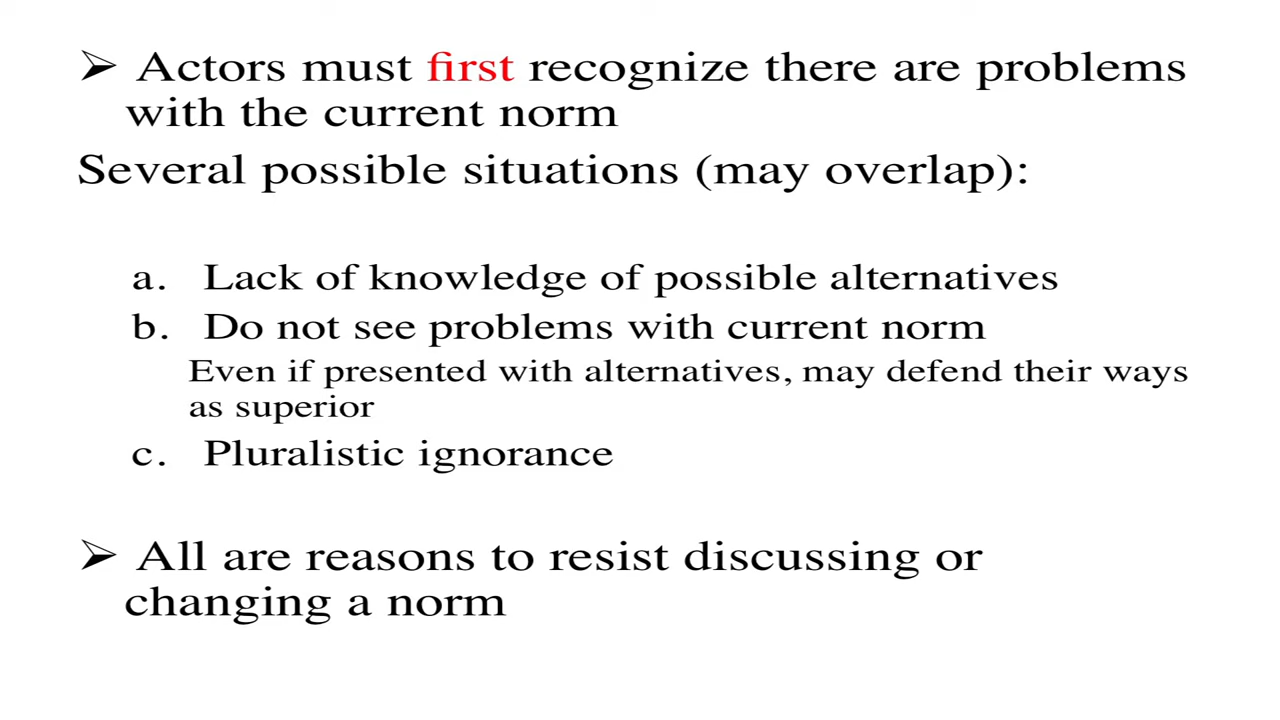 ➢ Actors must first recognize there are problems
with the current norm
Several possible situations (may overlap):
a. Lack of knowledge of possible alternatives
b. Do not see problems with current norm
Even if presented with alternatives, may defend their ways
as superior
c. Pluralistic ignorance
➢ All are reasons to resist discussing or
changing a norm